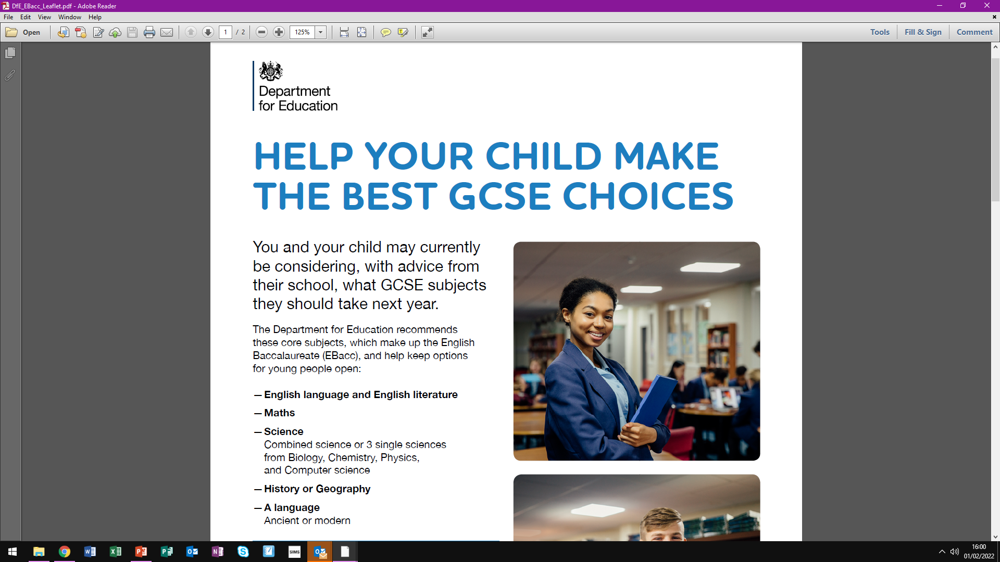 DfE_EBacc_Leaflet.pdf - Adobe Reader
File Edit View Window Help
Open 1 / 2 125% Tools Fill & Sign Comment
Department
for Education
HELP YOUR CHILD MAKE
THE BEST GCSE CHOICES
You and your child may currently
be considering, with advice from
their school, what GCSE subjects
they should take next year.
The Department for Education recommends
these core subjects, which make up the English
Baccalaureate (EBacc), and help keep options
for young people open:
— English language and English literature
— Maths
— Science
Combined science or 3 single sciences
from Biology, Chemistry, Physics,
and Computer science
— History or Geography
— A language
Ancient or modern
SIMS
16:00
01/02/2022